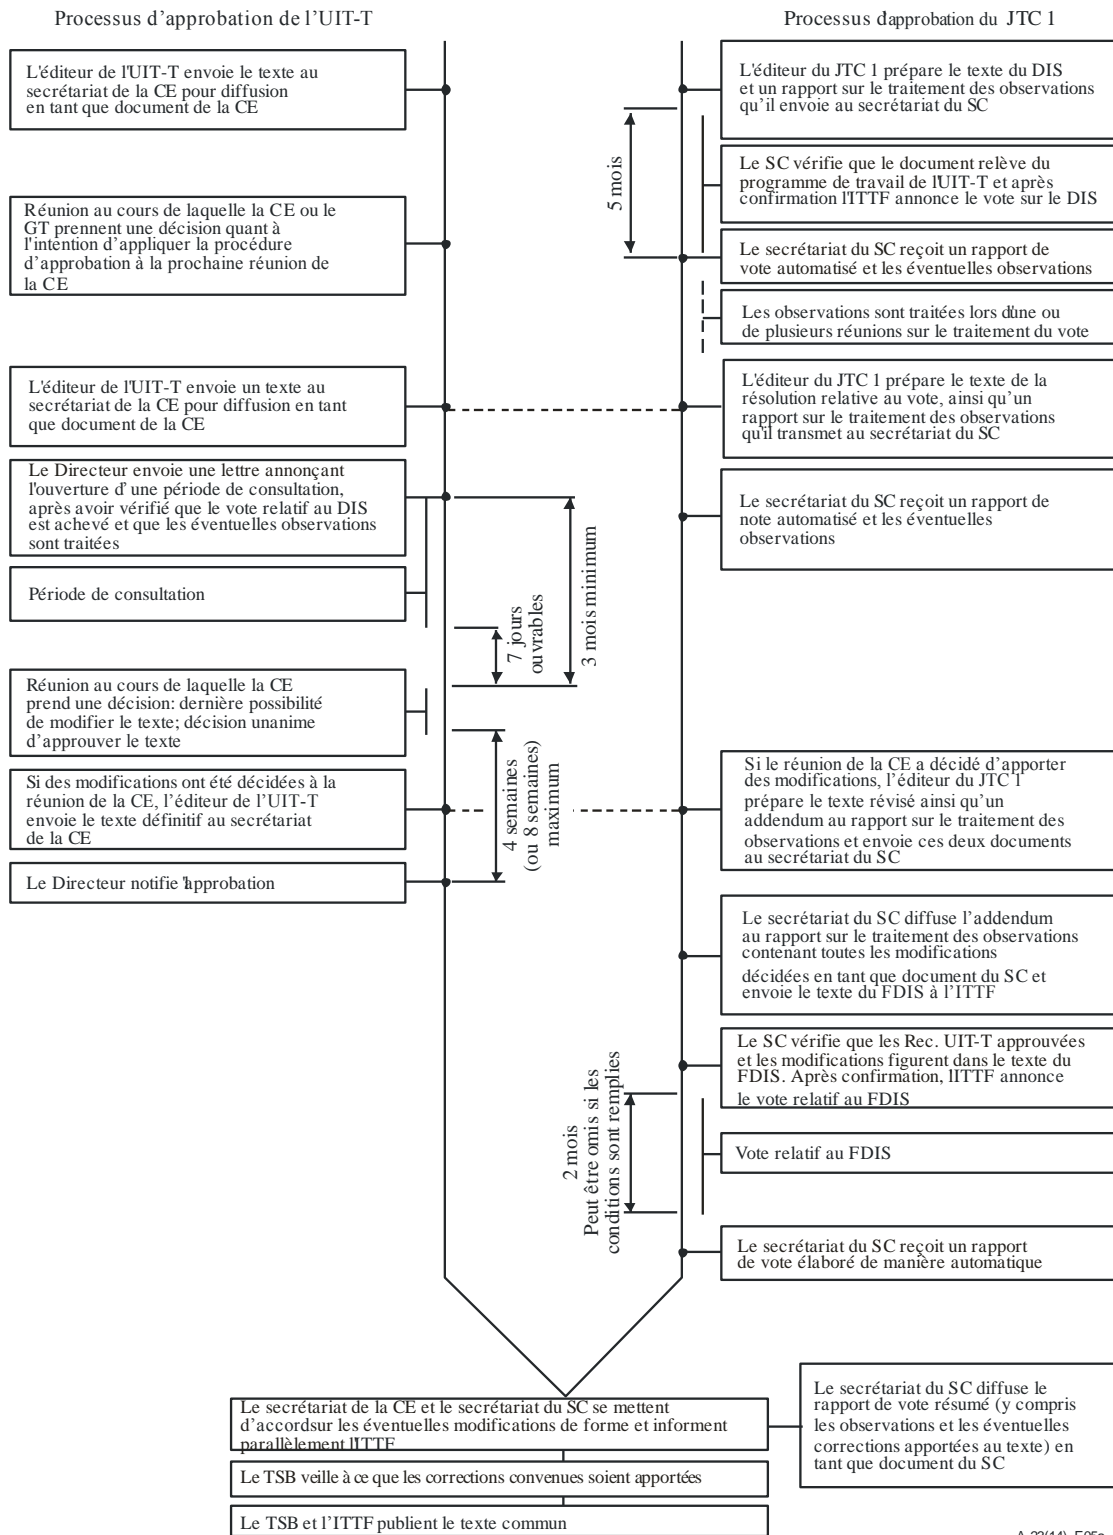 Processus d'approbation de l'UIT-T
L'éditeur de l'UIT-T envoie le texte au
secrétariat de la CE pour diffusion
en tant que document de la CE
Réunion au cours de laquelle la CE ou le
GT prennent une décision quant à
l'intention d'appliquer la procédure
d'approbation à la prochaine réunion de
la CE
L'éditeur de l'UIT-T envoie un texte au
secrétariat de la CE pour diffusion en tant
que document de la CE
Le Directeur envoie une lettre annonçant
l'ouverture d'une période de consultation,
après avoir vérifié que le vote relatif au DIS
est achevé et que les éventuelles observations
sont traitées
Période de consultation
Réunion au cours de laquelle la CE
prend une décision: dernière possibilité
de modifier le texte; décision unanime
d'approuver le texte
Si des modifications ont été décidées à la
réunion de la CE, l'éditeur de l'UIT-T
envoie le texte définitif au secrétariat
de la CE
Le Directeur notifie l'approbation
7 jours
ouvrables
3 mois minimum
4 semaines
(ou 8 semaines)
maximum
Processus d'approbation du JTC 1
L'éditeur du JTC 1 prépare le texte du DIS
et un rapport sur le traitement des observations
qu'il envoie au secrétariat du SC
5 mois
Le SC vérifie que le document relève du
programme de travail de l'UIT-T et après
confirmation l'ITTF annonce le vote sur le DIS
Le secrétariat du SC reçoit un rapport de
vote automatisé et les éventuelles observations
Les observations sont traitées lors d'une ou
de plusieurs réunions sur le traitement du vote
L'éditeur du JTC 1 prépare le texte de la
résolution relative au vote, ainsi qu'un
rapport sur le traitement des observations
qu'il transmet au secrétariat du SC
Le secrétariat du SC reçoit un rapport de
note automatisé et les éventuelles
observations
Si le réunion de la CE a décidé d'apporter
des modifications, l'éditeur du JTC 1
prépare le texte révisé ainsi qu'un
addendum au rapport sur le traitement des
observations et envoie ces deux documents
au secrétariat du SC
Le secrétariat du SC diffuse l'addendum
au rapport sur le traitement des observations
contenant toutes les modifications
décidées en tant que document du SC et
envoie le texte du FDIS à l'ITTF
Le SC vérifie que les Rec. UIT-T approuvées
et les modifications figurent dans le texte du
FDIS. Après confirmation, l'ITTF annonce
le vote relatif au FDIS
2 mois
Peut être omis si les
conditions sont remplies
Vote relatif au FDIS
Le secrétariat du SC reçoit un rapport
de vote élaboré de manière automatique
Le secrétariat de la CE et le secrétariat du SC se mettent
d'accord sur les éventuelles modifications de forme et informent
parallèlement l'ITTF
Le secrétariat du SC diffuse le
rapport de vote résumé (y compris
les observations et les éventuelles
corrections apportées au texte) en
tant que document du SC
Le TSB veille à ce que les corrections convenues soient apportées
Le TSB et l'ITTF publient le texte commun